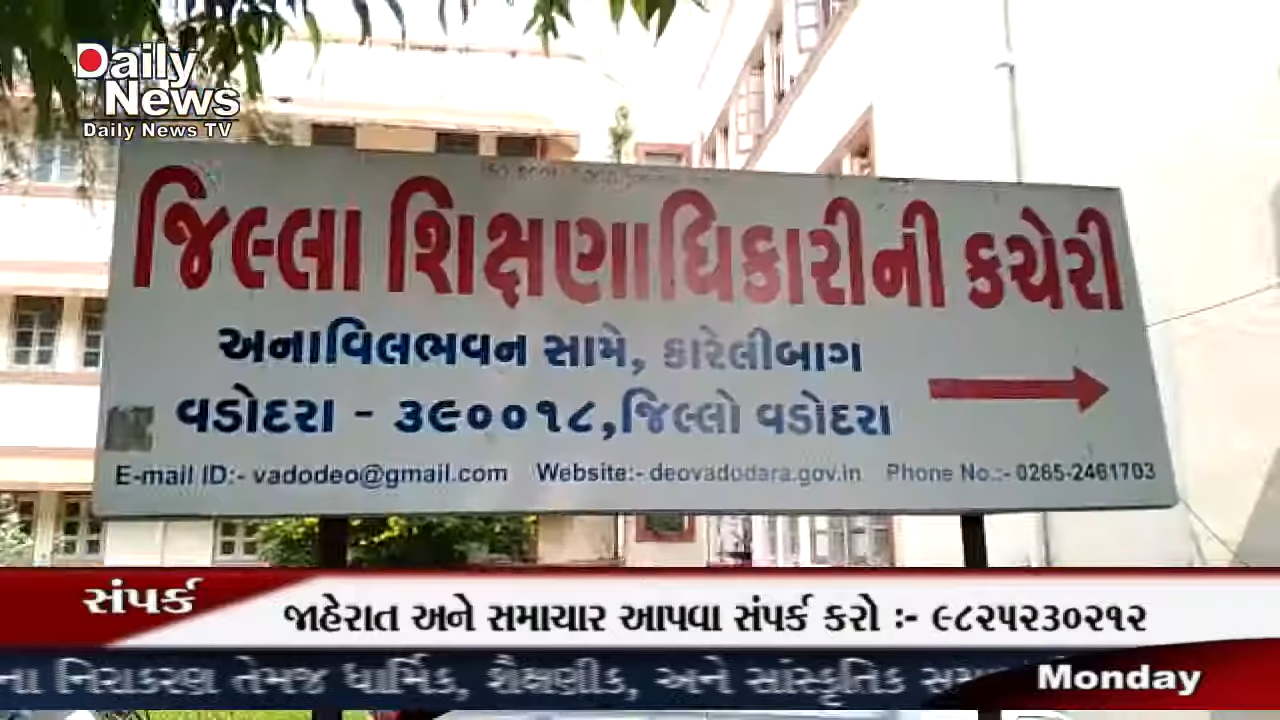 Daily
News
Daily News TV
જિલ્લા શિક્ષણાધિકારીની કચેરી
અનાવિલભવન સામે, કારેલીબાગ
વડોદરા - ૩૯૦૦૧૮,જિલ્લો વડોદરા
E-mail ID:- vadodeo@gmail.com Website:- deovadodara.gov.in Phone No.:- 0265-2461703
સંપર્ક
જાહેરાત અને સમાચાર આપવા સંપર્ક કરો :- ૯૮૨૫૨૩૦૨૧૨
ના નિરાકરણ તેમજ ધાર્મિક, શૈક્ષણીક, અને સાંસ્કૃતિક
Monday